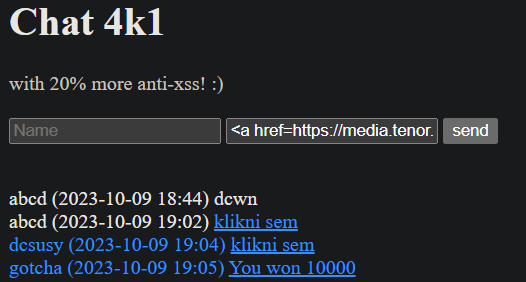 Chat 4k1
with 20% more anti-xss! :)
Name <a href=https://media.tenor. send
abcd (2023-10-09 18:44) dcwn
abcd (2023-10-09 19:02) klikni sem
dcsusy (2023-10-09 19:04) klikni sem
gotcha (2023-10-09 19:05) You won 10000